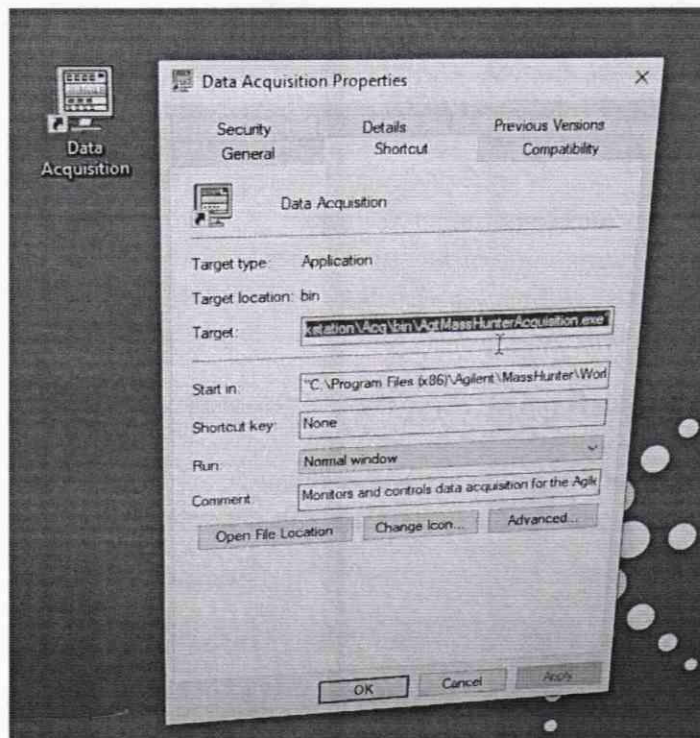 Data
Acquisition
Data Acquisition Properties
Security Details Previous Versions
General Shortcut Compatibility
Data Acquisition
Target type: Application
Target location: bin
Target: kstation\Acq\bin\AgtMassHunterAcquisition.exe"
Start in: "C:\Program Files (x86)\Agilent\MassHunter\Worl
Shortcut key: None
Run: Normal window
Comment: Monitors and controls data acquisition for the Agile
Open File Location Change Icon... Advanced...
OK Cancel Apply